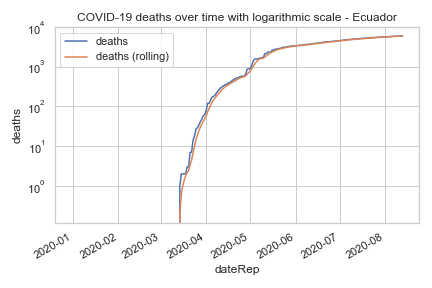 COVID-19 deaths over time with logarithmic scale - Ecuador
deaths
deaths (rolling)
10⁴
10³
10²
10¹
10⁰
deaths
2020-01
2020-02
2020-03
2020-04
2020-05
2020-06
2020-07
2020-08
dateRep